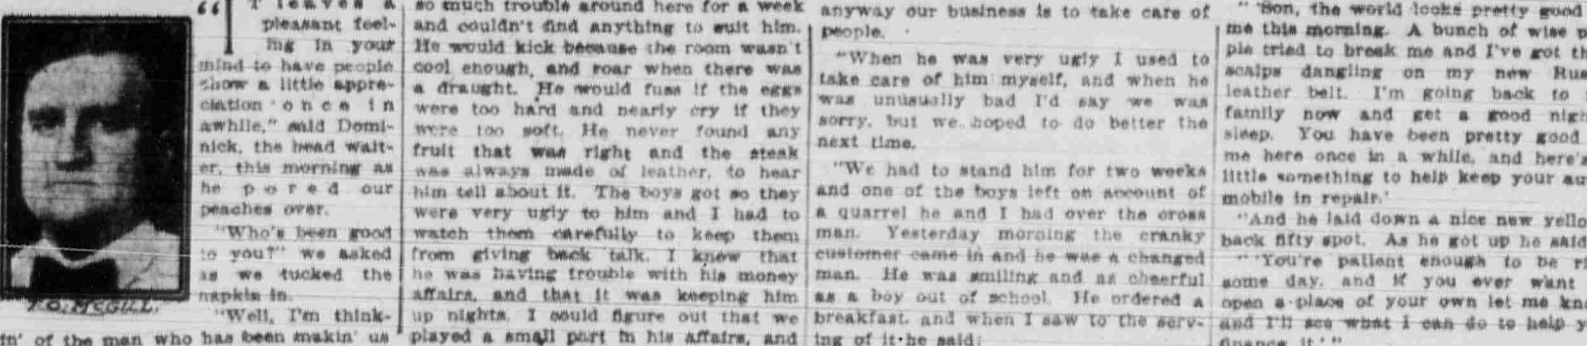 "IT leaves a
pleasant feel-
ing in your
mind to have people
show a little appre-
ciation once in
awhile," said Domi-
nick, the head wait-
er, this morning as
he pored our
peaches over.
"Who's been good
to you?" we asked
as we tucked the
napkin in.
"Well, I'm think-
in' of the man who has been makin' us
T. O. McGILL.
so much trouble around here for a week
and couldn't find anything to suit him.
He would kick because the room wasn't
cool enough, and roar when there was
a draught. He would fuss if the eggs
were too hard and nearly cry if they
were too soft. He never found any
fruit that was right and the steak
was always made of leather, to hear
him tell about it. The boys got so they
were very ugly to him and I had to
watch them carefully to keep them
from giving back talk. I knew that
he was having trouble with his money
affairs, and that it was keeping him
up nights. I could figure out that we
played a small part in his affairs, and
anyway our business is to take care of
people.
"When he was very ugly I used to
take care of him myself, and when he
was unusually bad I'd say we was
sorry, but we hoped to do better the
next time.
"We had to stand him for two weeks
and one of the boys left on account of
a quarrel he and I had over the cross
man. Yesterday morning the cranky
customer came in and he was a changed
man. He was smiling and as cheerful
as a boy out of school. He ordered a
breakfast, and when I saw to the serv-
ing of it he said:
"'Son, the world looks pretty good
me this morning. A bunch of wise p
ple tried to break me and I've got th
scalps dangling on my new Rus
leather belt. I'm going back to
family now and get a good nigh
sleep. You have been pretty good
me here once in a while, and here's
little something to help keep your au
mobile in repair.'
"And he laid down a nice new yello
back fifty spot. As he got up he said
"'You're patient enough to be ri
some day, and if you ever want
open a place of your own let me kno
and I'll see what I can do to help y
finance it.'"